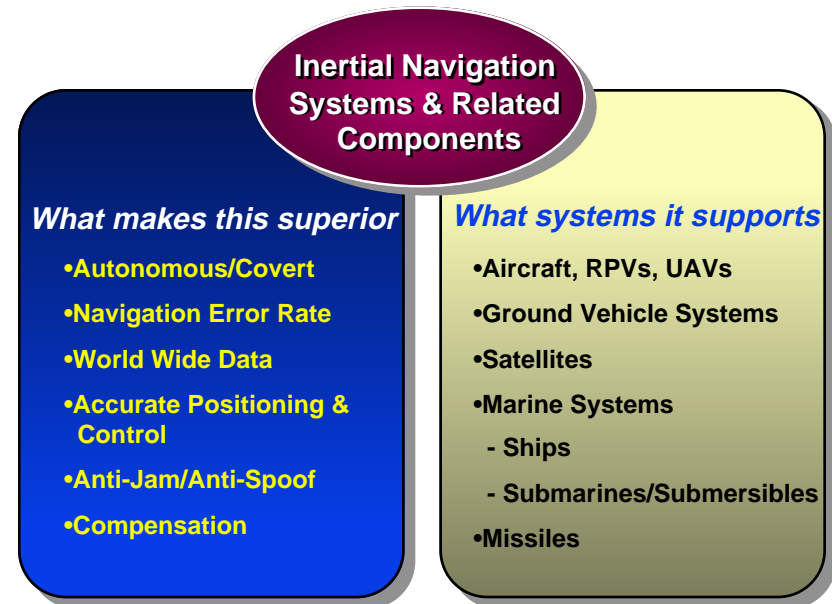 Inertial Navigation
Systems & Related
Components
What makes this superior
•Autonomous/Covert
•Navigation Error Rate
•World Wide Data
•Accurate Positioning &
Control
•Anti-Jam/Anti-Spoof
•Compensation
What systems it supports
•Aircraft, RPVs, UAVs
•Ground Vehicle Systems
•Satellites
•Marine Systems
- Ships
- Submarines/Submersibles
•Missiles